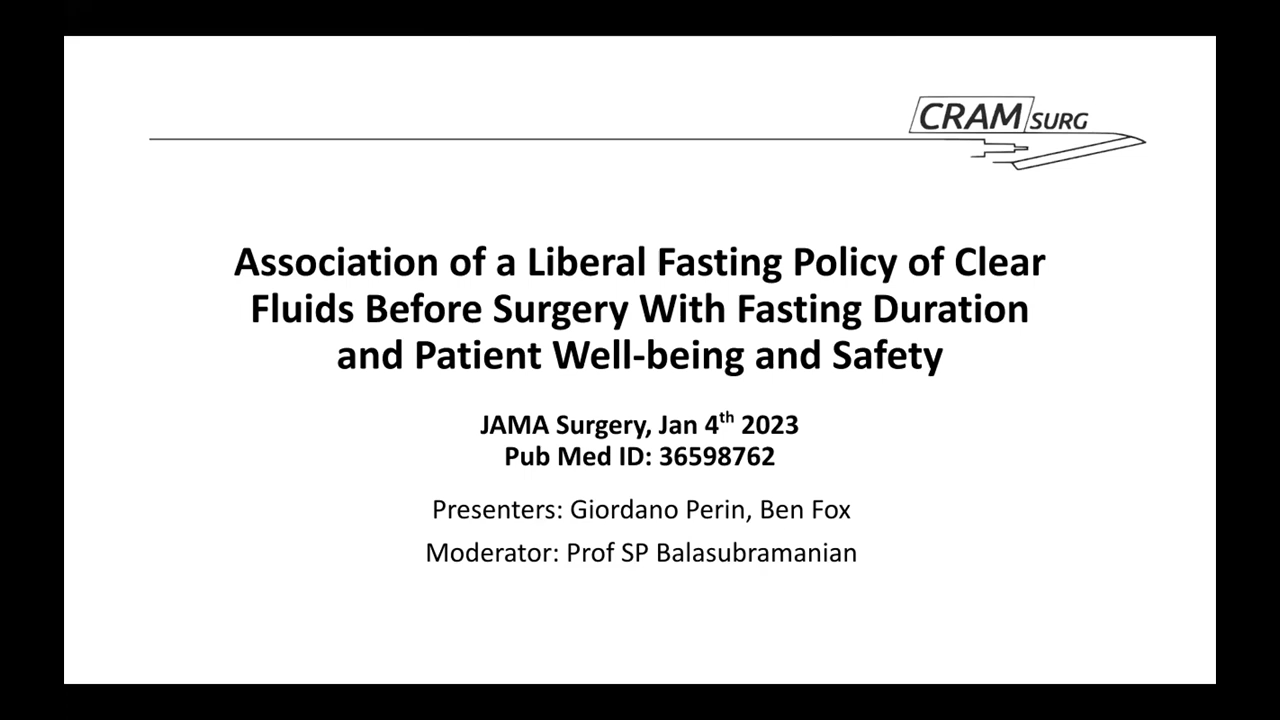 CRAM SURG
Association of a Liberal Fasting Policy of Clear
Fluids Before Surgery With Fasting Duration
and Patient Well-being and Safety
JAMA Surgery, Jan 4th 2023
Pub Med ID: 36598762
Presenters: Giordano Perin, Ben Fox
Moderator: Prof SP Balasubramanian